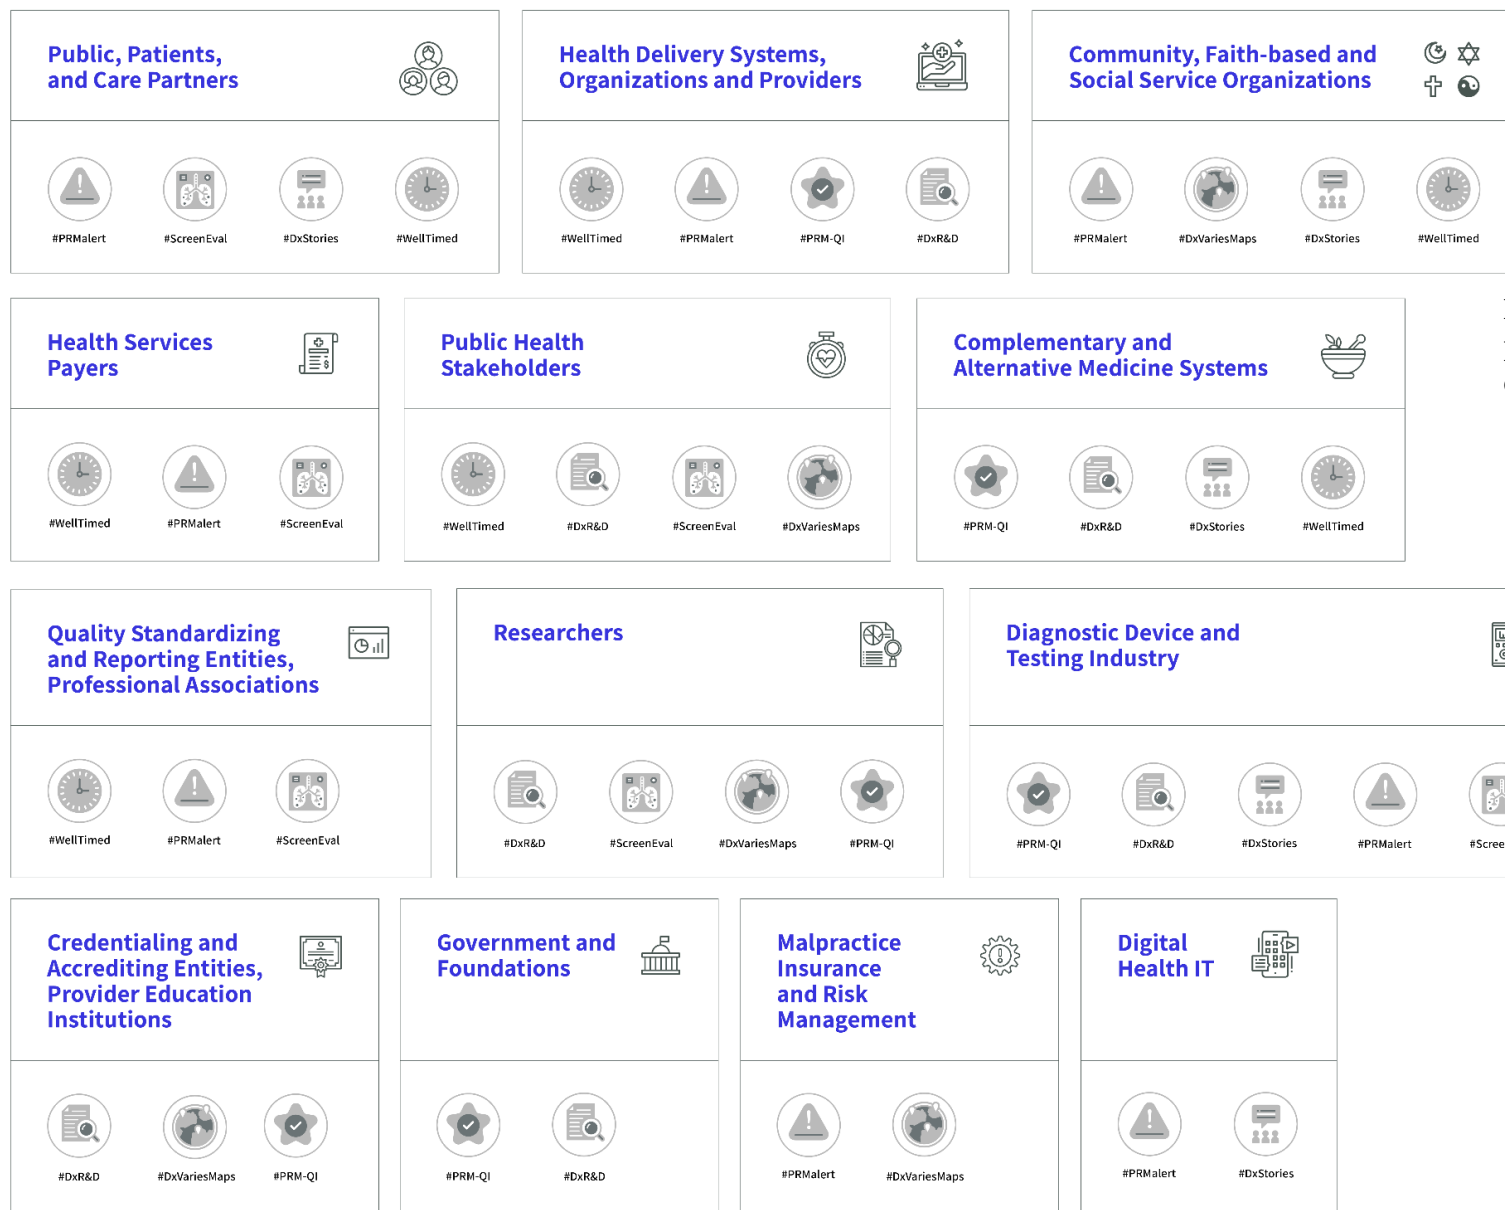 Public, Patients,
and Care Partners
#PRMalert
#ScreenEval
#DxStories
#WellTimed
Health Delivery Systems,
Organizations and Providers
#WellTimed
#PRMalert
#PRM-QI
#DxR&D
Community, Faith-based and
Social Service Organizations
#PRMalert
#DxVariesMaps
#DxStories
#WellTimed
Health Services
Payers
#WellTimed
#PRMalert
#ScreenEval
Public Health
Stakeholders
#WellTimed
#DxR&D
#ScreenEval
#DxVariesMaps
Complementary and
Alternative Medicine Systems
#PRM-QI
#DxR&D
#DxStories
#WellTimed
Quality Standardizing
and Reporting Entities,
Professional Associations
#WellTimed
#PRMalert
#ScreenEval
Researchers
#DxR&D
#ScreenEval
#DxVariesMaps
#PRM-QI
Diagnostic Device and
Testing Industry
#PRM-QI
#DxR&D
#DxStories
#PRMalert
#Scree
Credentialing and
Accrediting Entities,
Provider Education
Institutions
#DxR&D
#DxVariesMaps
#PRM-QI
Government and
Foundations
#PRM-QI
#DxR&D
Malpractice
Insurance
and Risk
Management
#PRMalert
#DxVariesMaps
Digital
Health IT
#PRMalert
#DxStories